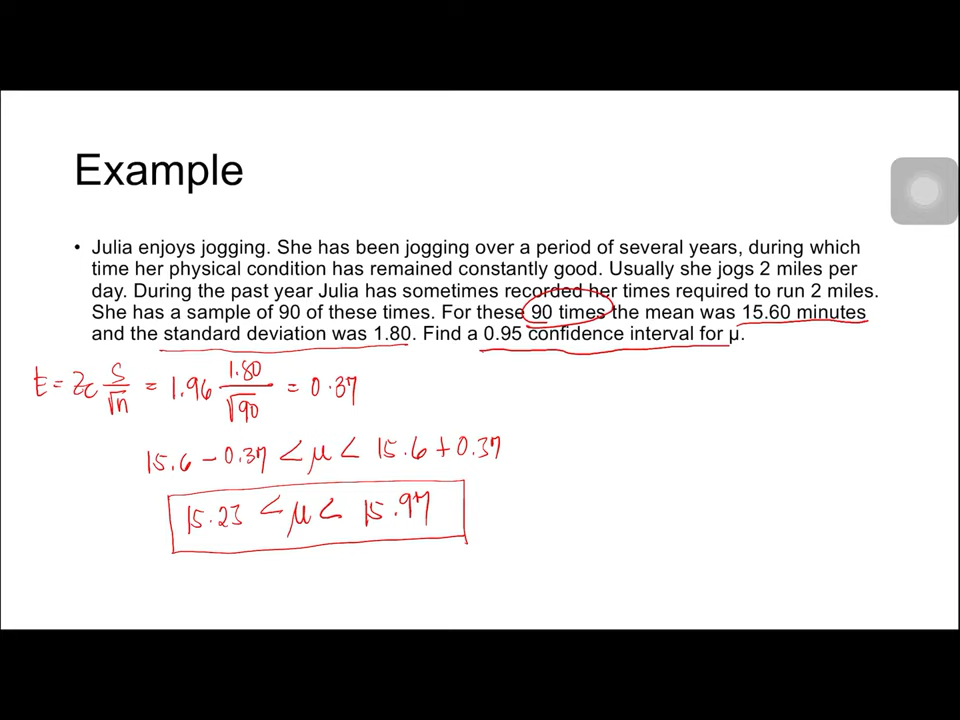 Example
• Julia enjoys jogging. She has been jogging over a period of several years, during which
time her physical condition has remained constantly good. Usually she jogs 2 miles per
day. During the past year Julia has sometimes recorded her times required to run 2 miles.
She has a sample of 90 of these times. For these 90 times the mean was 15.60 minutes
and the standard deviation was 1.80. Find a 0.95 confidence interval for µ.
E = Zc S/√n = 1.96 1.80/√90 = 0.37
15.6 - 0.37 < µ < 15.6 + 0.37
15.23 < µ < 15.97